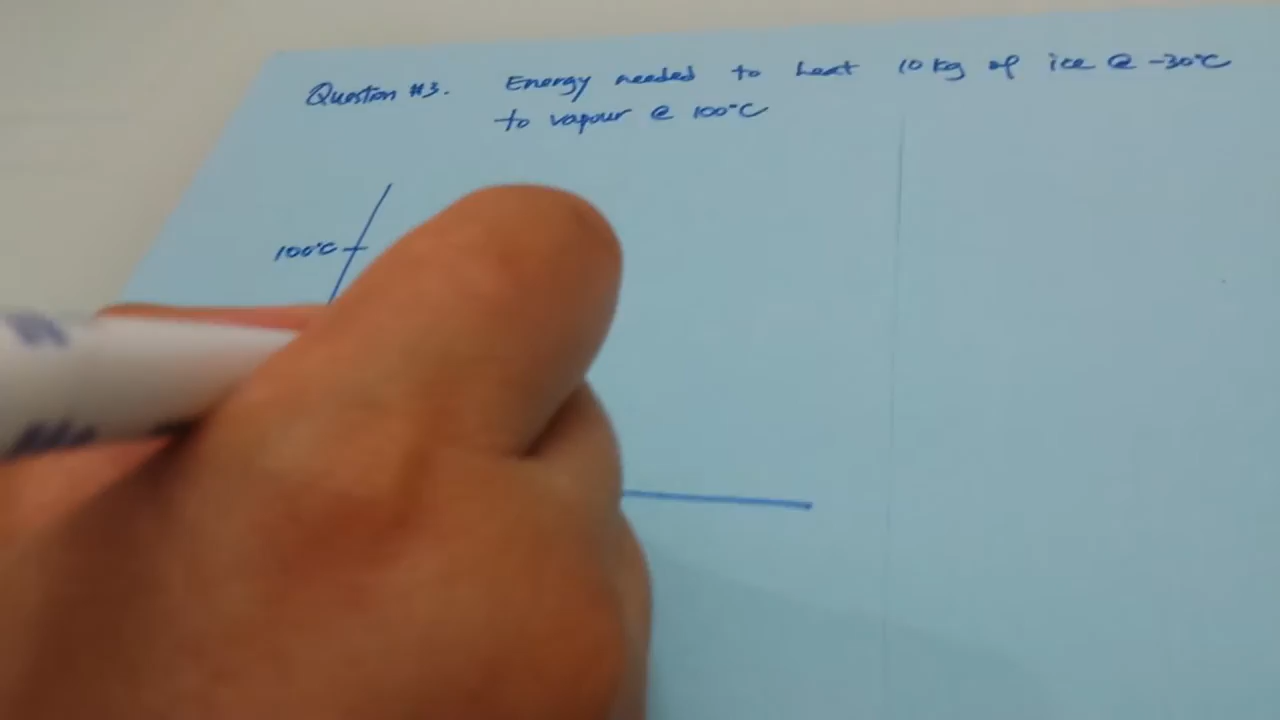 Question #3. Energy needed to heat 10 kg of ice @ -30°C
to vapour @ 100°C
100°C